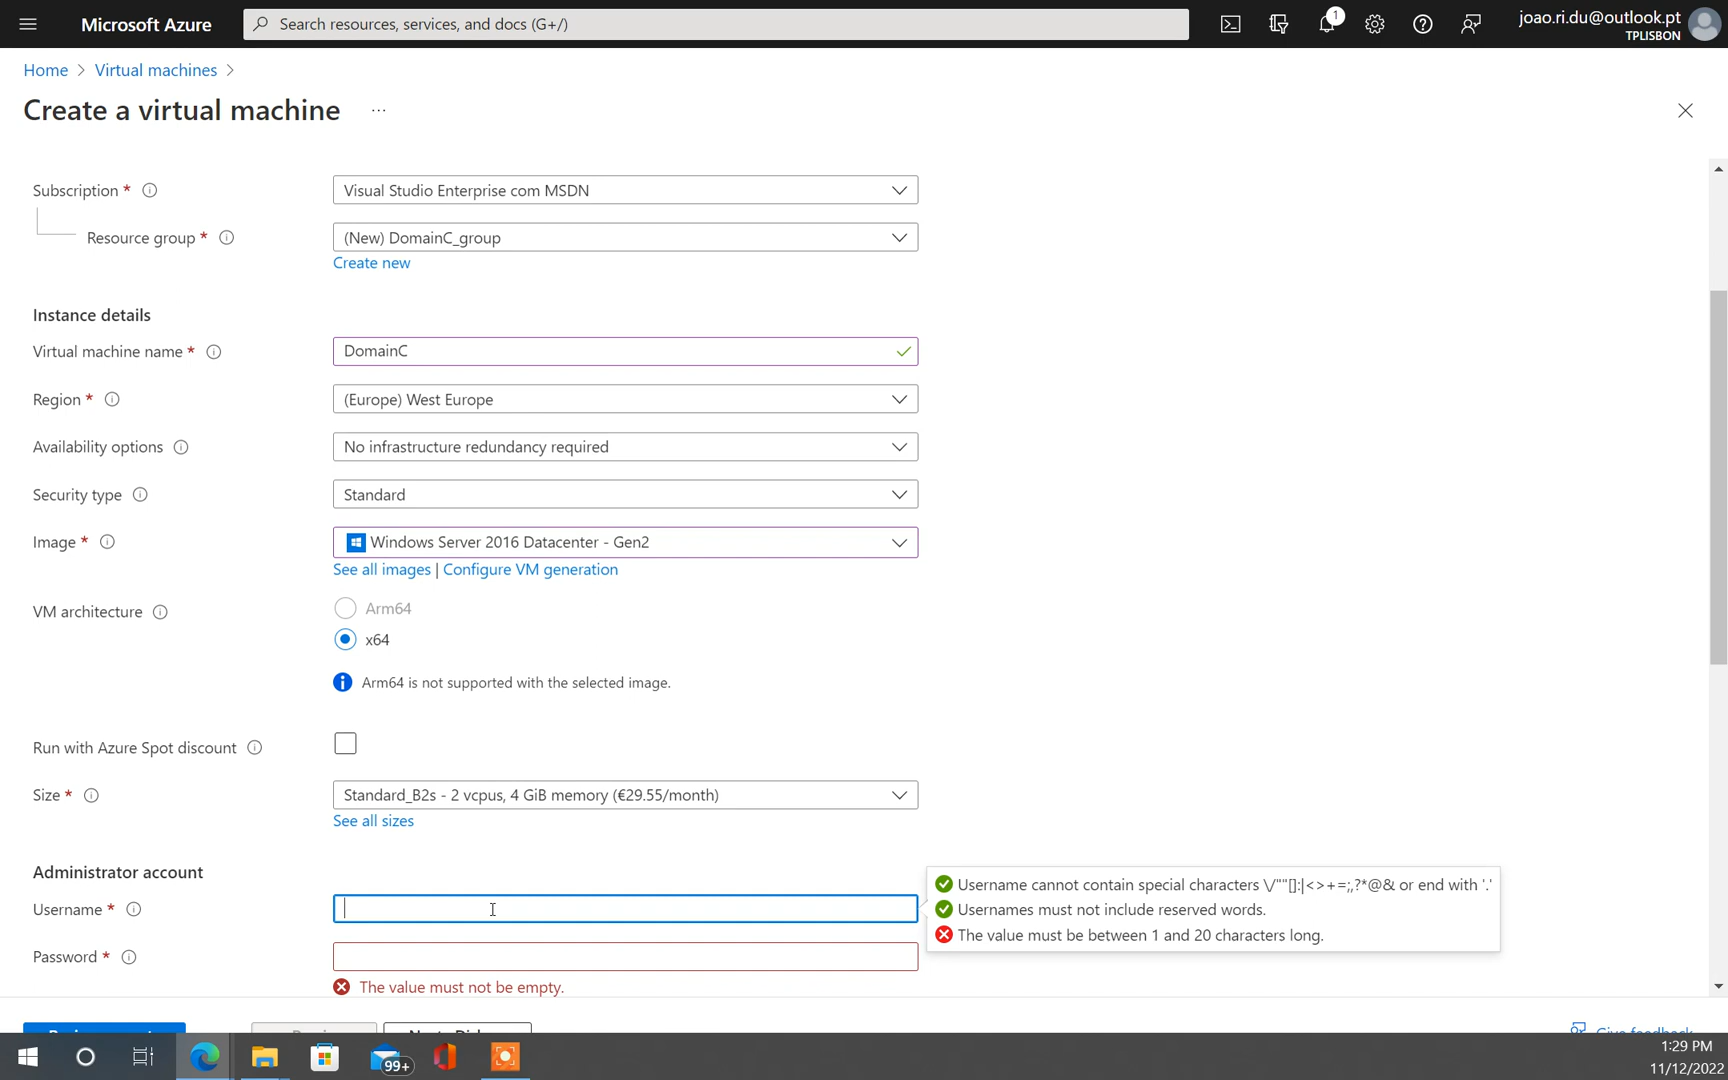 Microsoft Azure
Search resources, services, and docs (G+/)
1
joao.ri.du@outlook.pt
TPLISBON
Home > Virtual machines >
Create a virtual machine ...
Subscription *
Visual Studio Enterprise com MSDN
Resource group *
(New) DomainC_group
Create new
Instance details
Virtual machine name *
DomainC
Region *
(Europe) West Europe
Availability options
No infrastructure redundancy required
Security type
Standard
Image *
Windows Server 2016 Datacenter - Gen2
See all images | Configure VM generation
VM architecture
Arm64
x64
Arm64 is not supported with the selected image.
Run with Azure Spot discount
Size *
Standard_B2s - 2 vcpus, 4 GiB memory (€29.55/month)
See all sizes
Administrator account
Username *
Username cannot contain special characters \/""[]:|<>+=;,?*@& or end with '.'
Usernames must not include reserved words.
The value must be between 1 and 20 characters long.
Password *
The value must not be empty.
Give feedback
99+
1:29 PM
11/12/2022